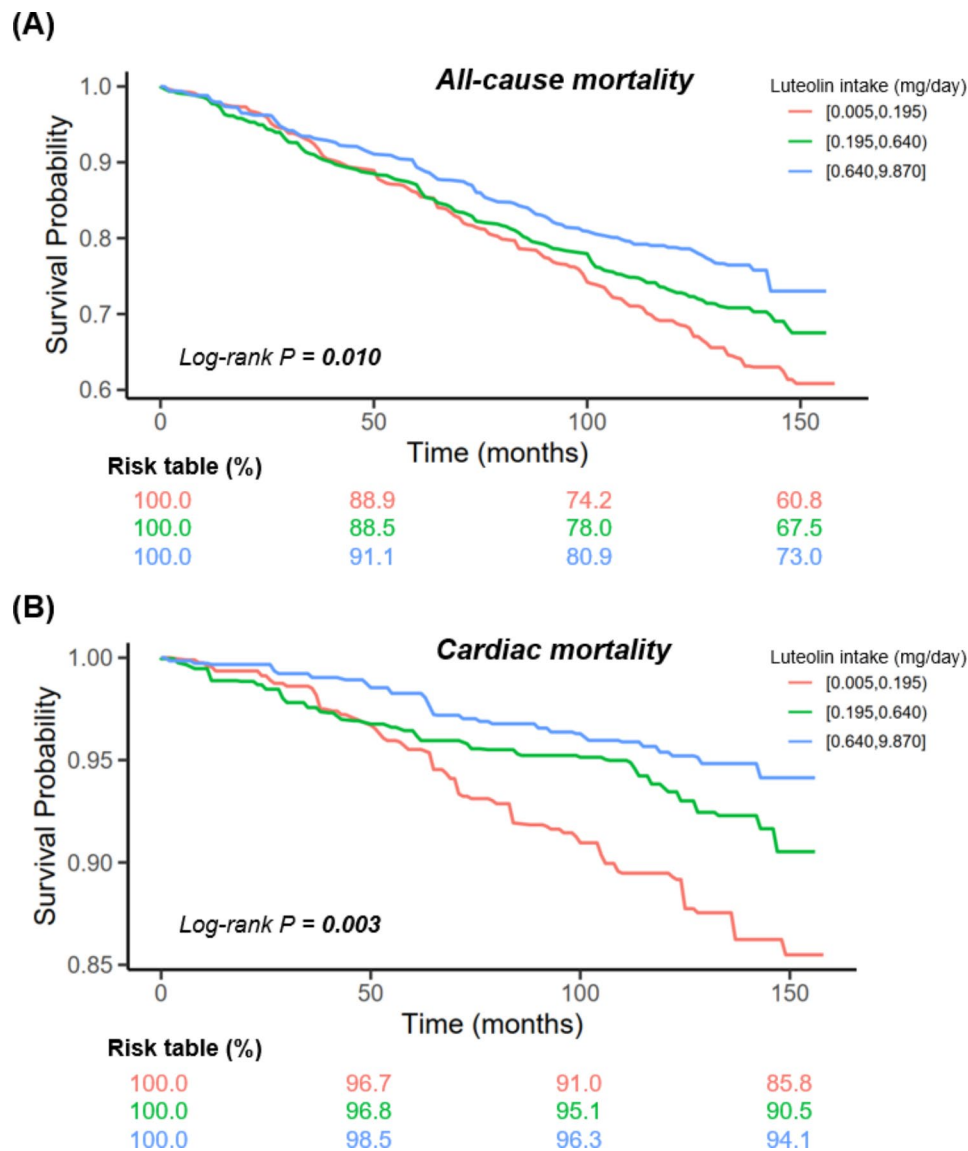 (A)
All-cause mortality
Luteolin intake (mg/day)
[0.005,0.195)
[0.195,0.640)
[0.640,9.870]
Survival Probability
1.0
0.9
0.8
0.7
0.6
Log-rank P = 0.010
0 50 100 150
Time (months)
Risk table (%)
100.0 88.9 74.2 60.8
100.0 88.5 78.0 67.5
100.0 91.1 80.9 73.0
(B)
Cardiac mortality
Luteolin intake (mg/day)
[0.005,0.195)
[0.195,0.640)
[0.640,9.870]
Survival Probability
1.00
0.95
0.90
0.85
Log-rank P = 0.003
0 50 100 150
Time (months)
Risk table (%)
100.0 96.7 91.0 85.8
100.0 96.8 95.1 90.5
100.0 98.5 96.3 94.1